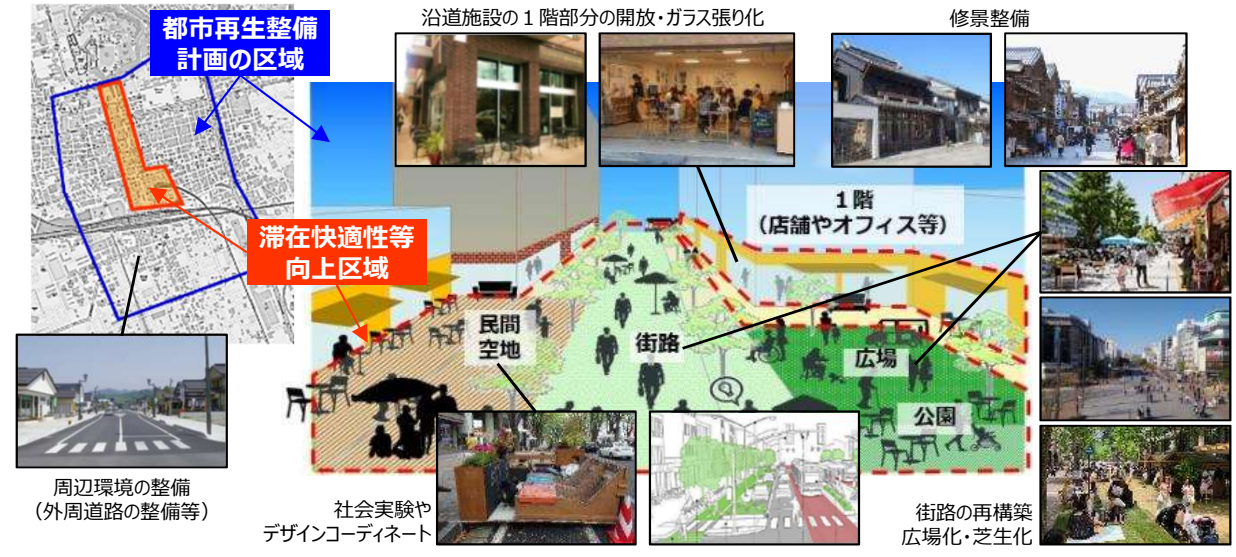 沿道施設の１階部分の開放・ガラス張り化
修景整備
都市再生整備
計画の区域
滞在快適性等
向上区域
１階
（店舗やオフィス等）
民間
空地
街路
広場
公園
周辺環境の整備
（外周道路の整備等）
社会実験や
デザインコーディネート
街路の再構築
広場化・芝生化